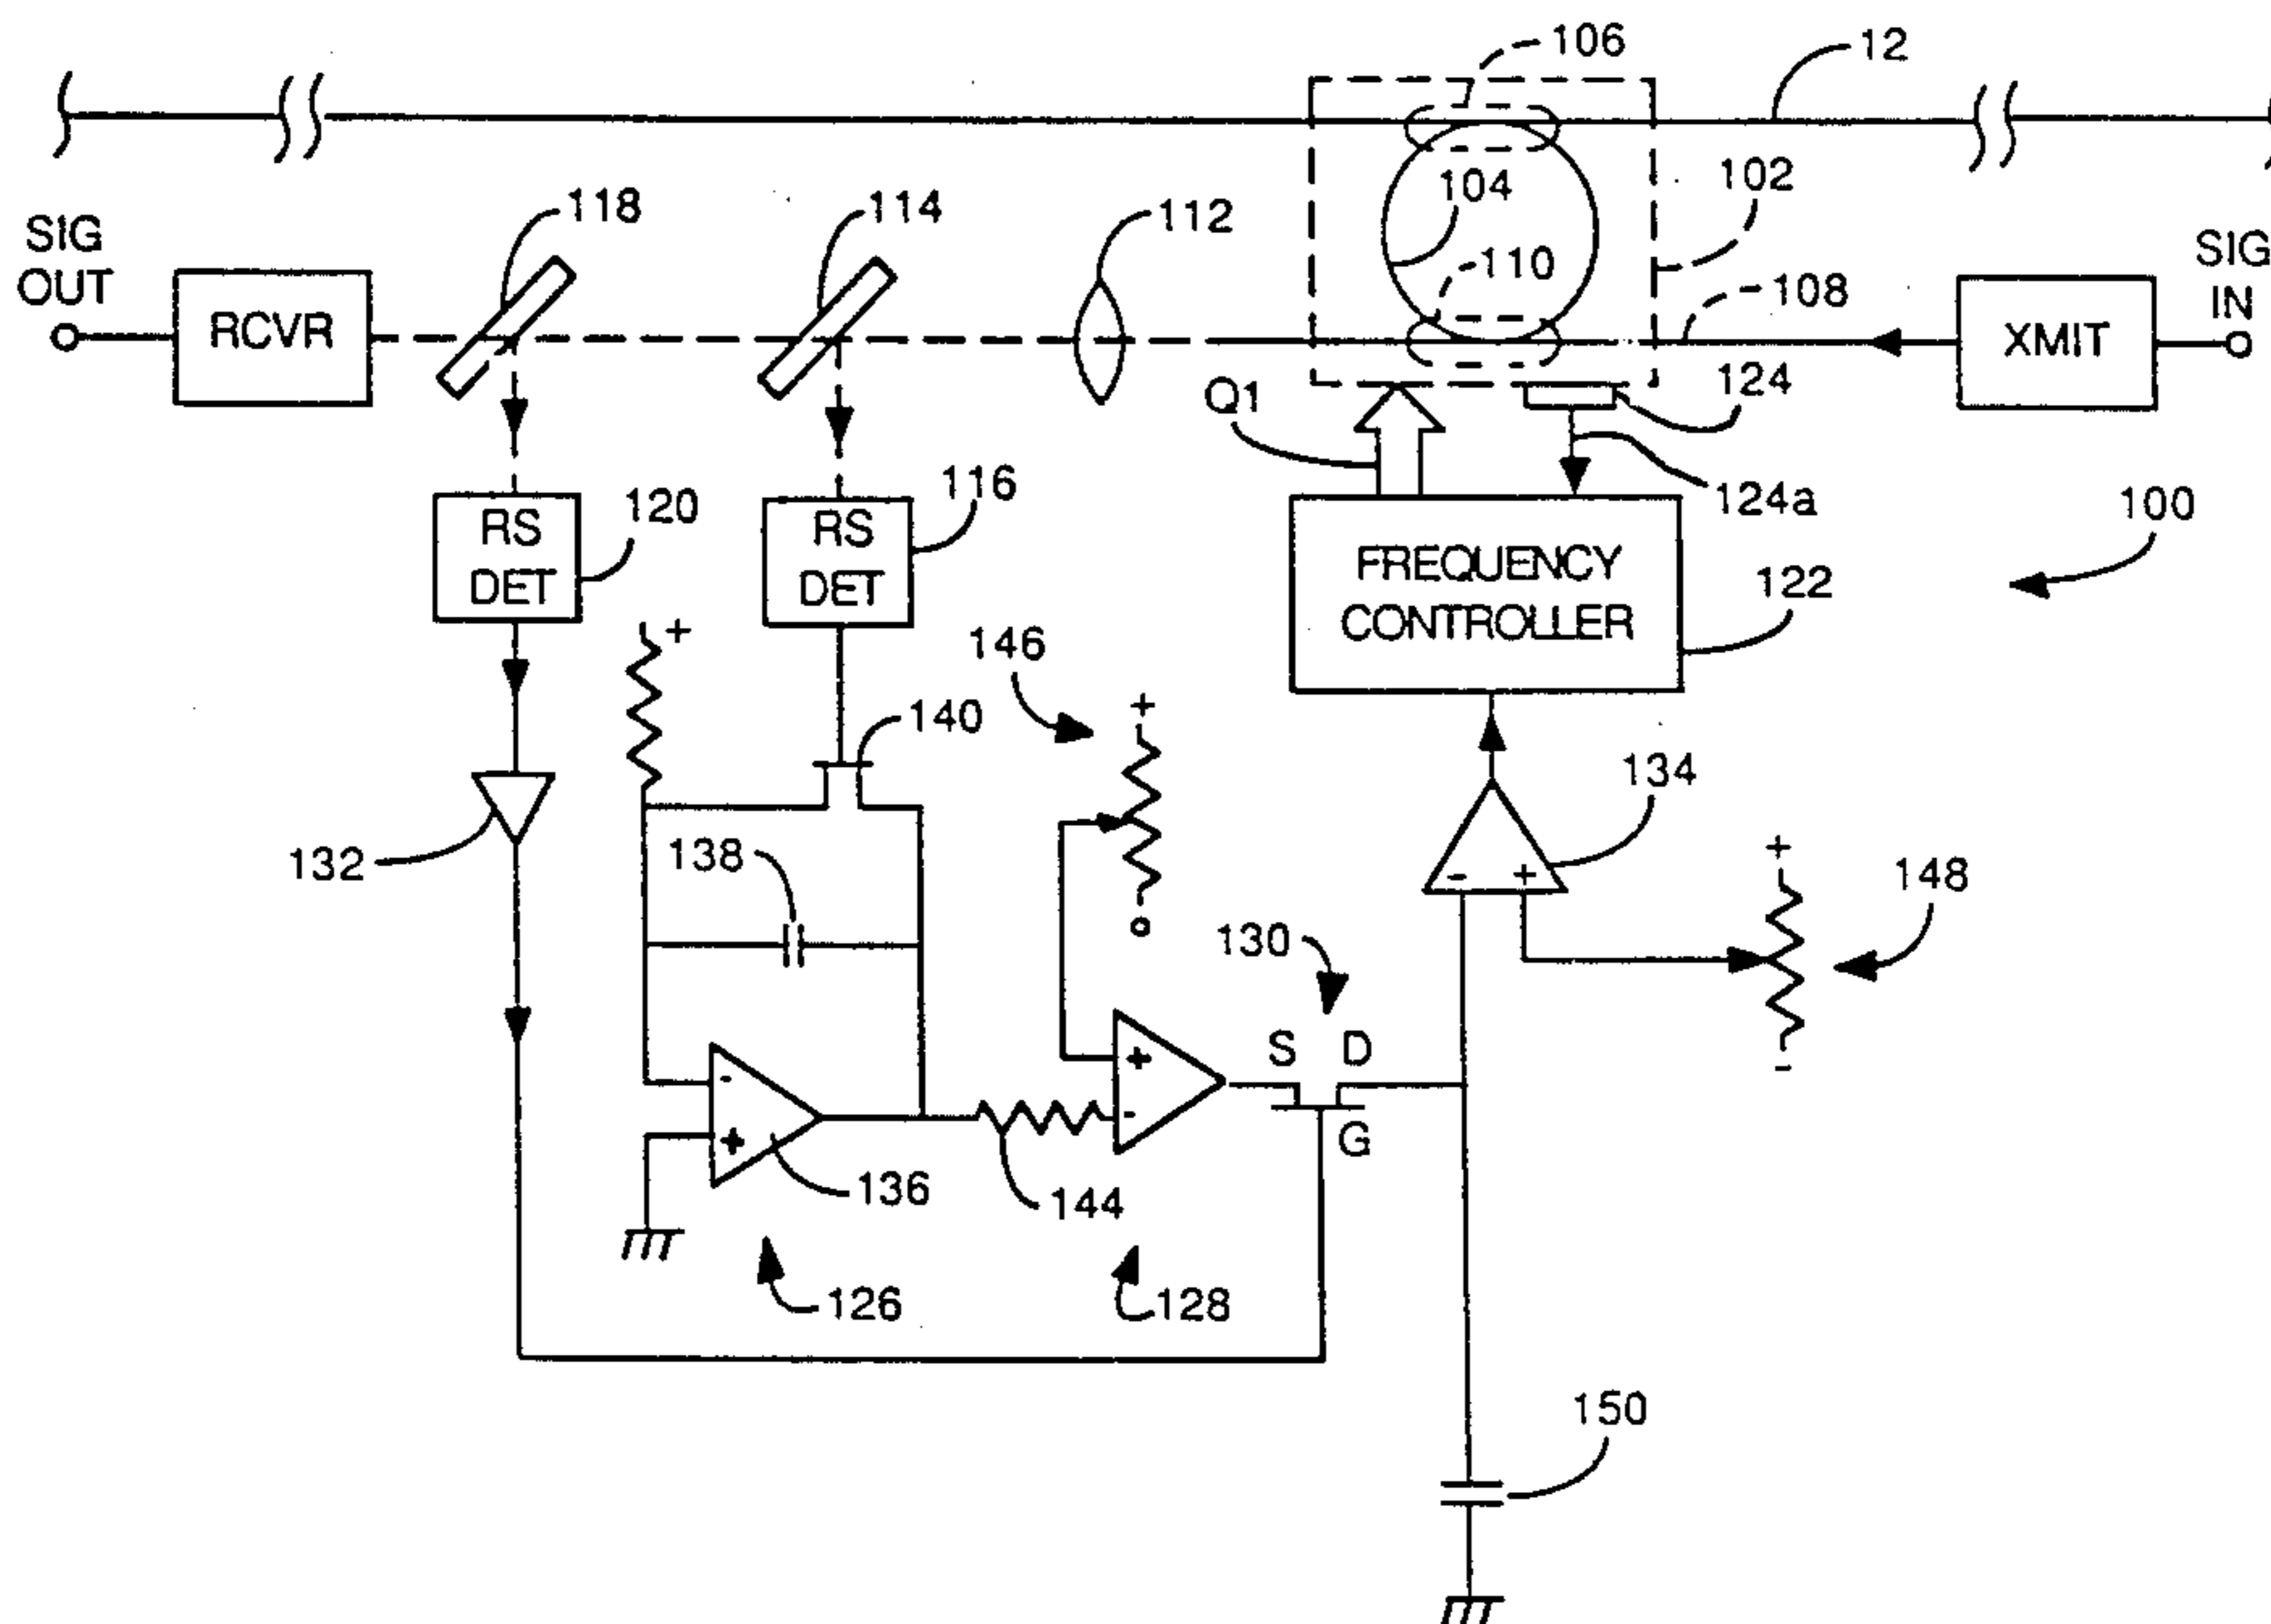 106
12
118
114
112
104
102
110
SIG
OUT
RCVR
108
SIG
IN
XMIT
Q1
124
124a
RS
DET
120
RS
DET
116
100
FREQUENCY
CONTROLLER
122
+
146
+
140
134
132
138
- +
+
148
130
S D
G
-
+
-
+
-
136
144
126
128
150